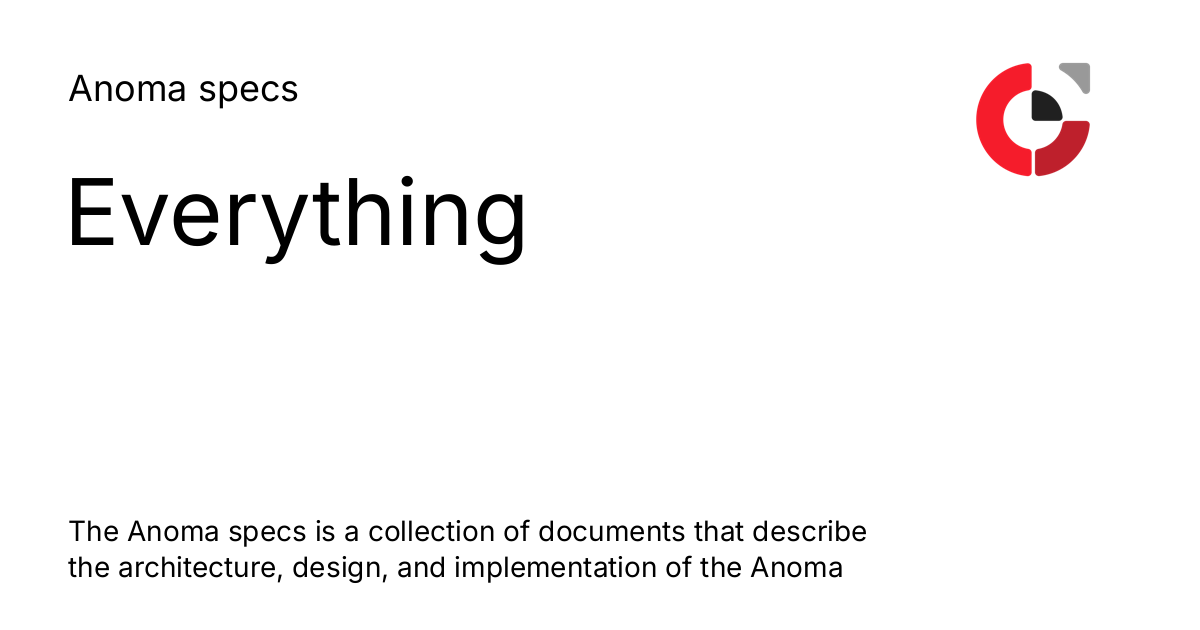 Anoma specs
Everything
The Anoma specs is a collection of documents that describe
the architecture, design, and implementation of the Anoma